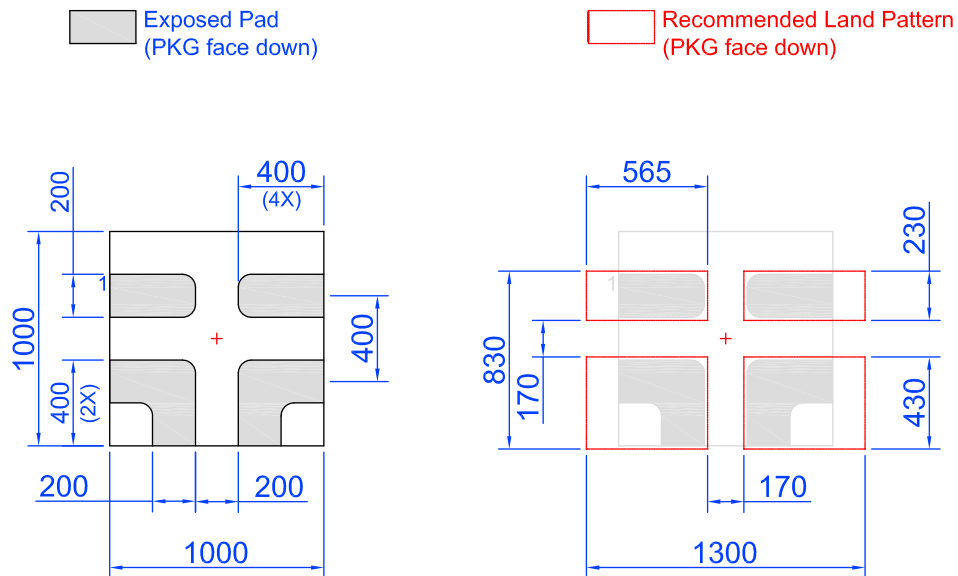 Exposed Pad
(PKG face down)
Recommended Land Pattern
(PKG face down)
400
(4X)
200
1
1000
400
400
(2X)
200
200
1000
565
230
1
830
170
430
170
1300